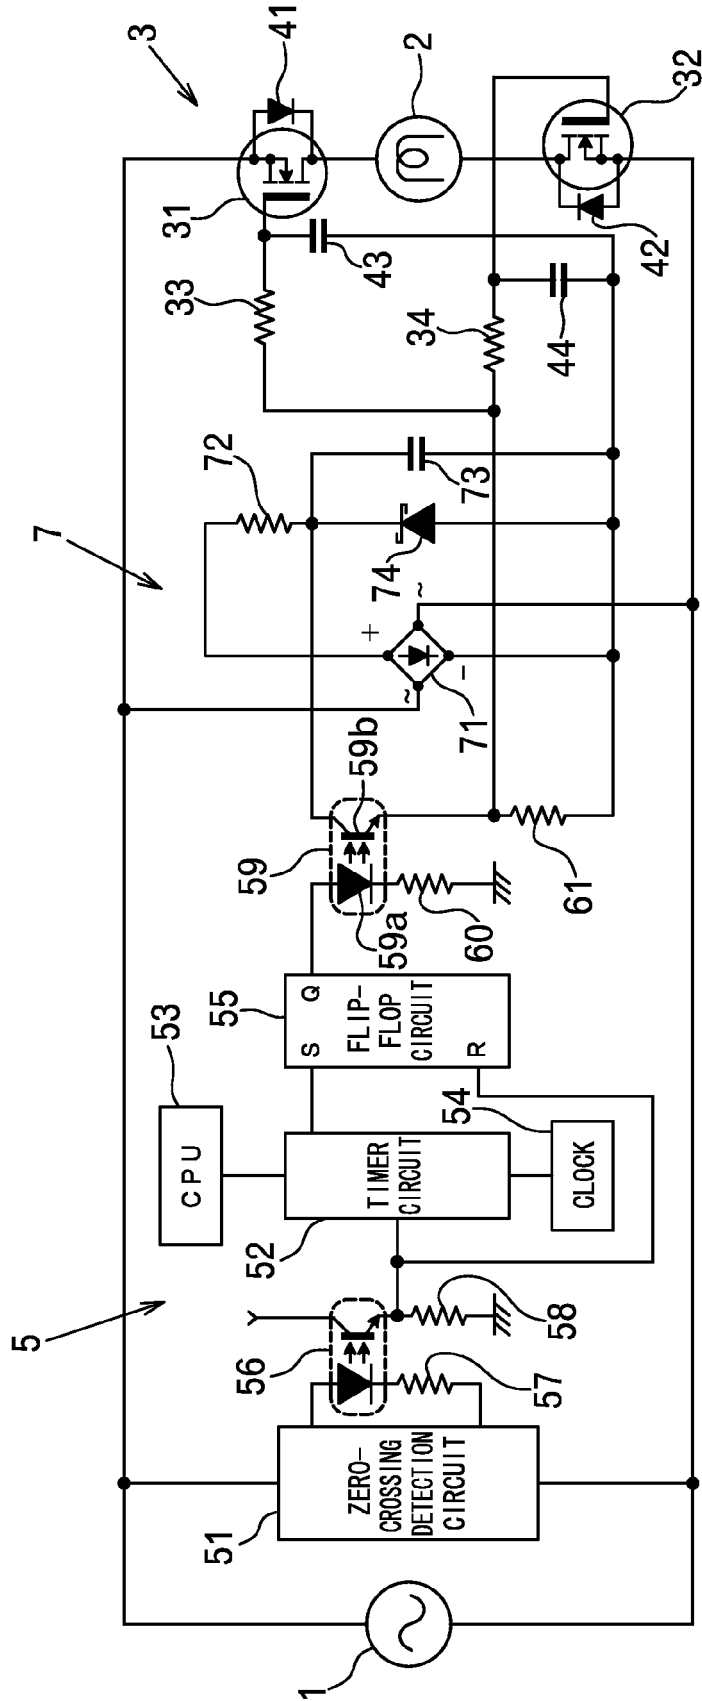 3
41
2
32
31
33
43
34
44
42
72
7
73
74
+
~
~
−
71
59b
59
59a
60
61
53
55
S Q
FLIP-
FLOP
CIRCUIT
R
54
CPU
TIMER
CIRCUIT
CLOCK
52
5
56
58
57
ZERO-
CROSSING
DETECTION
CIRCUIT
51
1